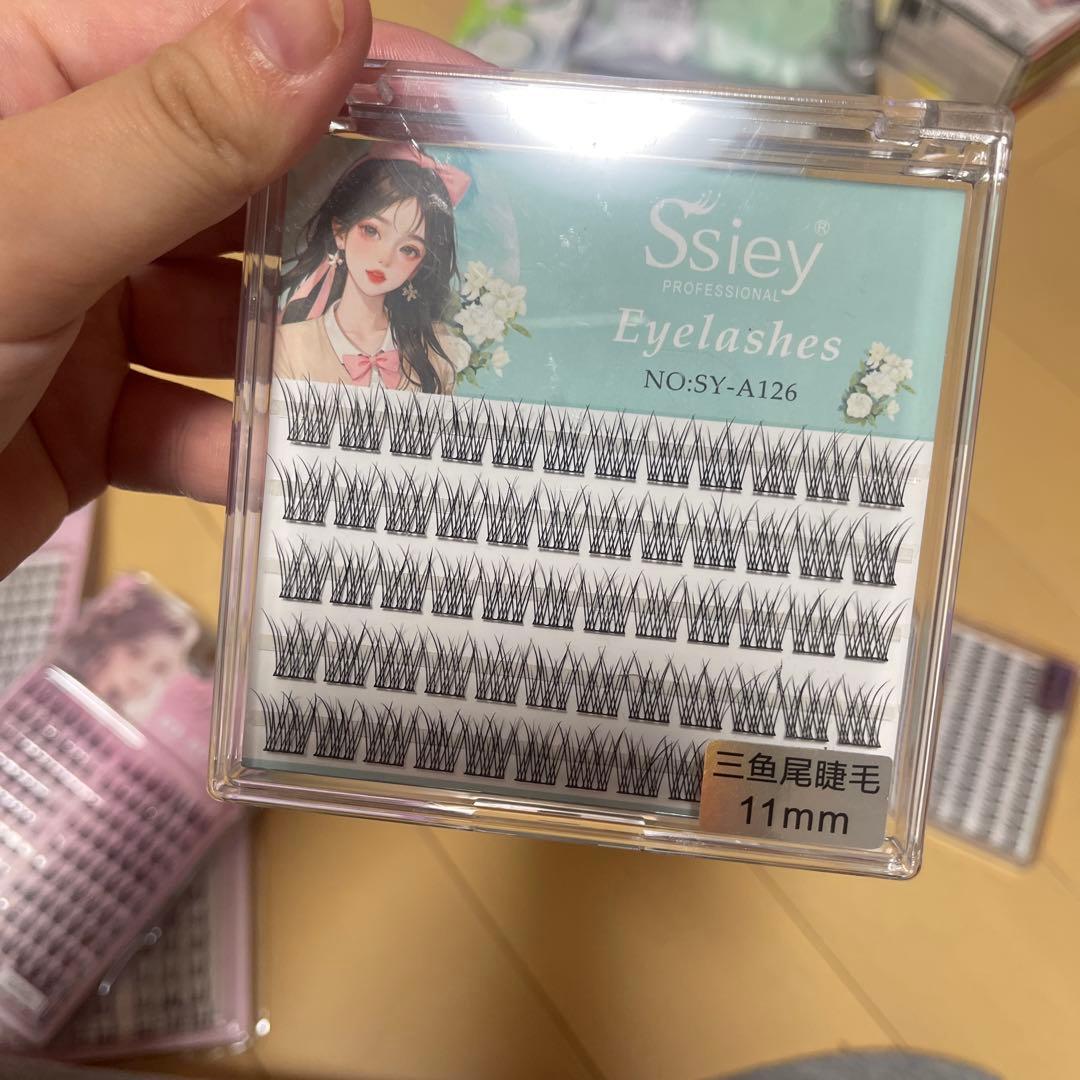 Ssiey®
PROFESSIONAL
Eyelashes
NO:SY-A126
三鱼尾睫毛
11mm